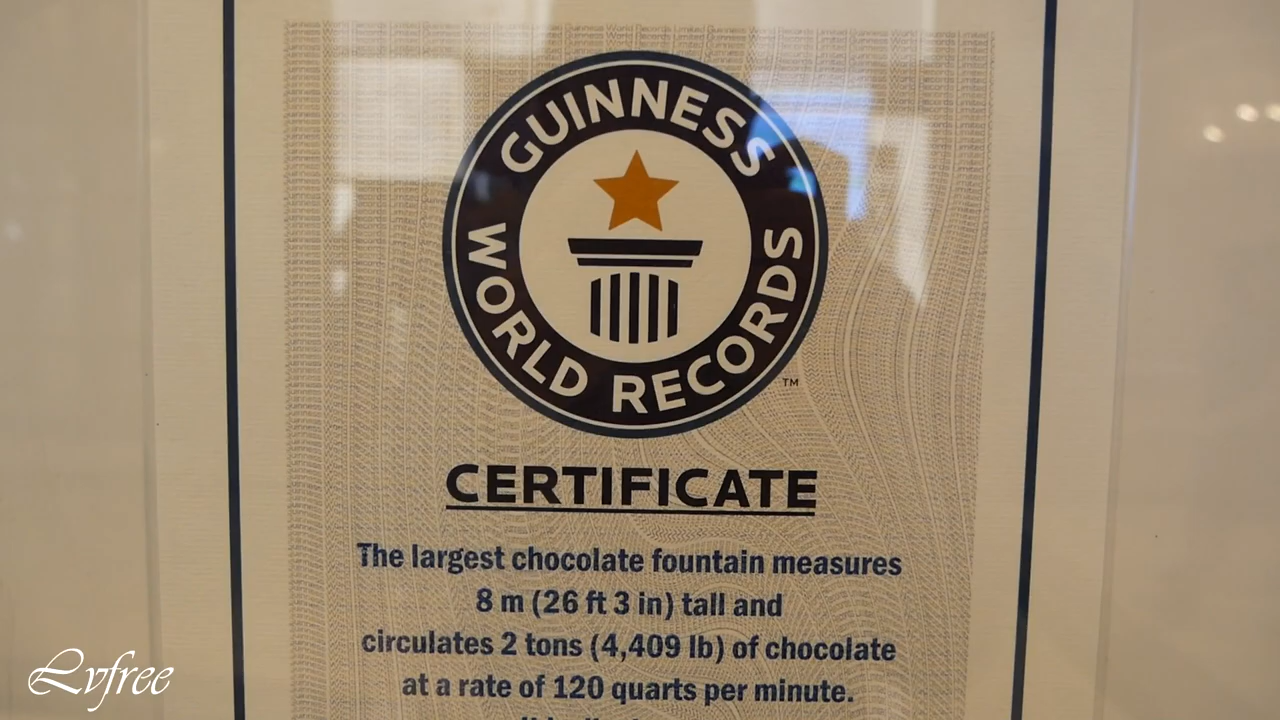 GUINNESS
WORLD RECORDS
TM
CERTIFICATE
The largest chocolate fountain measures
8 m (26 ft 3 in) tall and
circulates 2 tons (4,409 lb) of chocolate
at a rate of 120 quarts per minute.
Lvfree